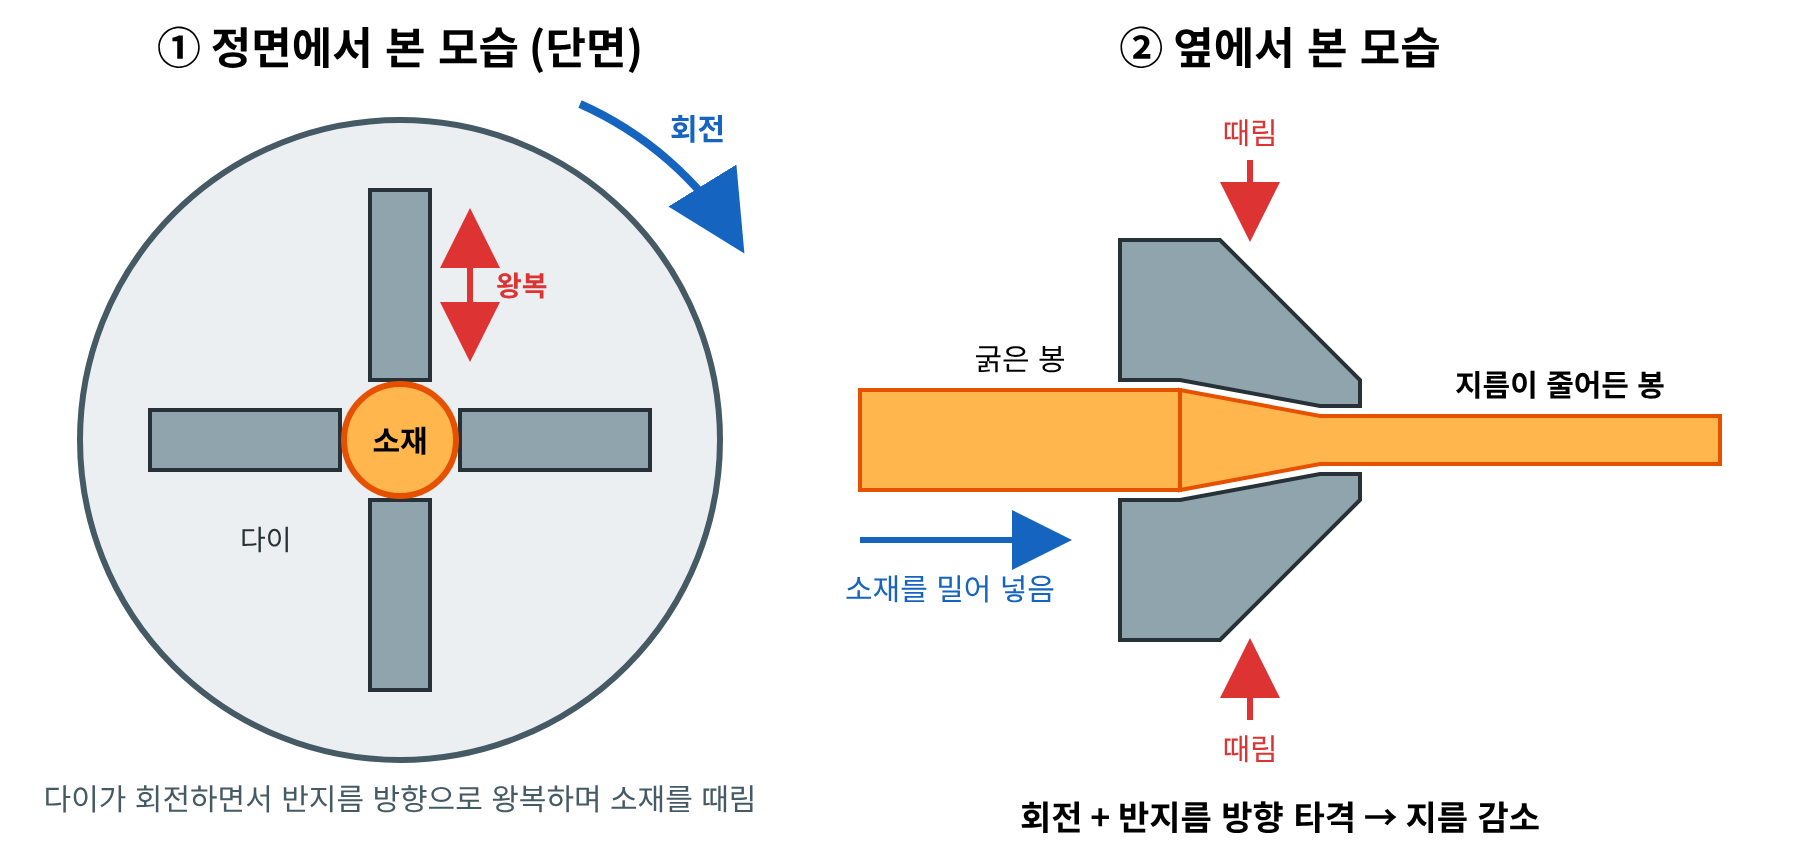 ① 정면에서 본 모습 (단면)
회전
왕복
소재
다이
다이가 회전하면서 반지름 방향으로 왕복하며 소재를 때림
② 옆에서 본 모습
때림
굵은 봉
지름이 줄어든 봉
소재를 밀어 넣음
때림
회전 + 반지름 방향 타격 → 지름 감소